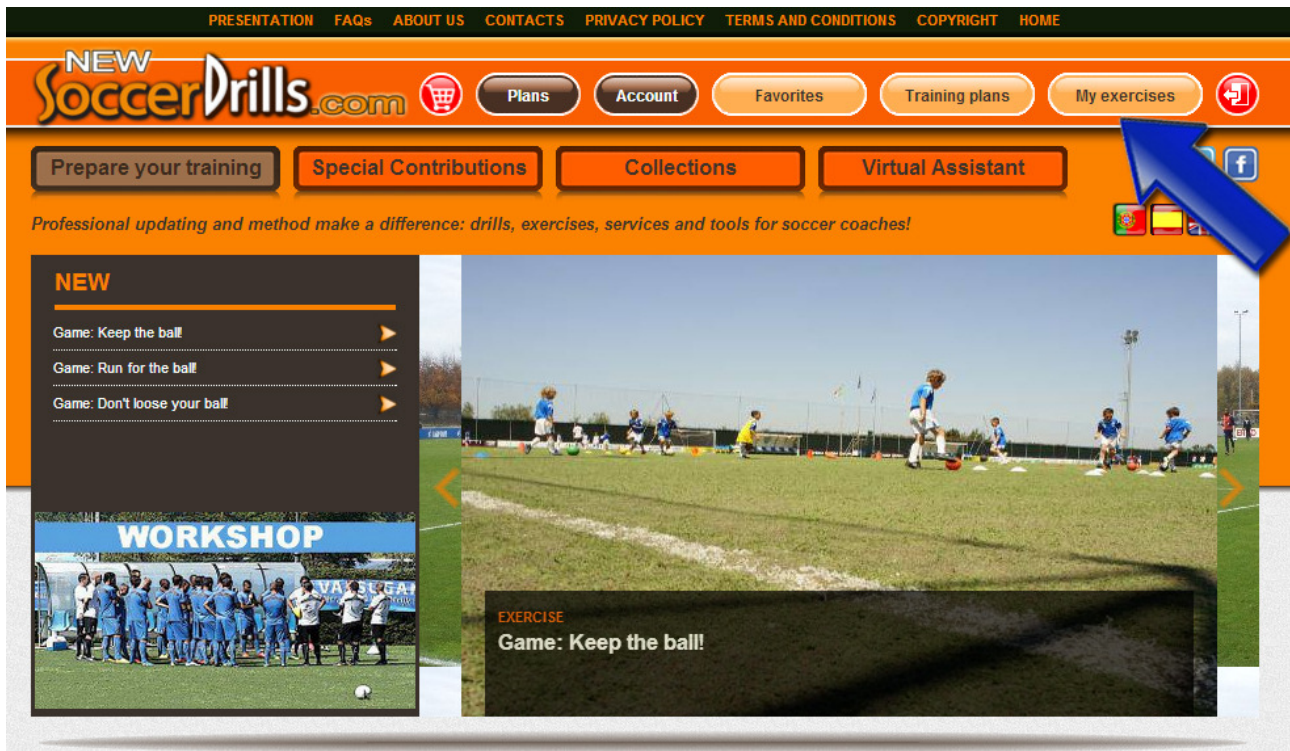 PRESENTATION FAQs ABOUT US CONTACTS PRIVACY POLICY TERMS AND CONDITIONS COPYRIGHT HOME
NEW
SoccerDrills.com
Plans Account Favorites Training plans My exercises
Prepare your training Special Contributions Collections Virtual Assistant
Professional updating and method make a difference: drills, exercises, services and tools for soccer coaches!
NEW
Game: Keep the ball!
Game: Run for the ball!
Game: Don't loose your ball!
WORKSHOP
EXERCISE
Game: Keep the ball!